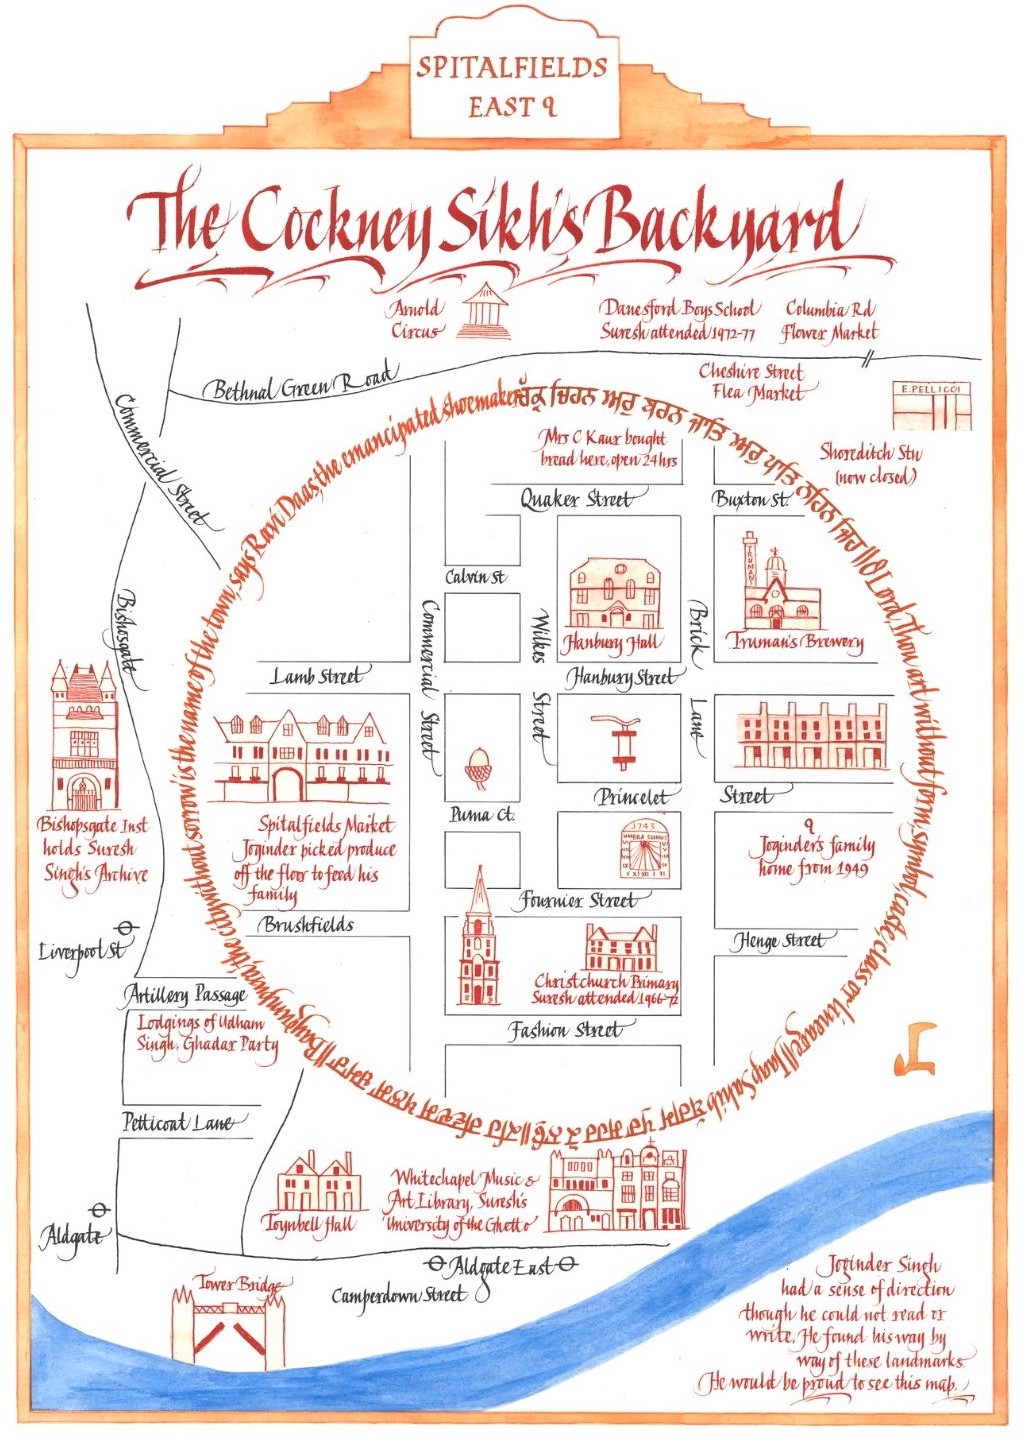 SPITALFIELDS
EAST 9
The Cockney Sikh's Backyard
Arnold
Circus
Danesford Boys School
Suresh attended 1972-77
Columbia Rd
Flower Market
Bethnal Green Road
Cheshire Street
Flea Market
E. PELLICCI
Shoreditch Stn
(now closed)
Commercial Street
Mrs C Kaur bought
bread here, open 24hrs
Quaker Street
Buxton St.
ਚੱਕ੍ਰ ਚਿਹਨ ਅਰੁ ਬਰਨ ਜਾਤਿ ਅਰੁ ਪਾਤਿ ਨਹਿਨ ਜਿਹ॥ O Lord, Thou art without form, symbol, caste, class or lineage// Jaap Sahib
the city without sorrow' is the name of the town, says Ravi Daas, the emancipated shoemaker
Calvin St
TRUMAN
Hanbury Hall
Truman's Brewery
Bishopsgate
Commercial Street
Wilkes Street
Brick Lane
Lamb Street
Hanbury Street
Puma Ct.
Princelet Street
Bishopsgate Inst
holds Suresh
Singh's Archive
Spitalfields Market
Joginder picked produce
off the floor to feed his
family
1743
UMBRA SUMUS
9
Joginder's family
home from 1949
Fournier Street
Brushfields
Henge Street
Liverpool St
Christchurch Primary
Suresh attended 1966-72
Artillery Passage
Lodgings of Udham
Singh, Ghadar Party
Fashion Street
Petticoat Lane
Toynbell Hall
Whitechapel Music &
Art Library, Suresh's
'University of the Ghetto
Aldgate
Aldgate East
Camperdown Street
Tower Bridge
Joginder Singh
had a sense of direction
though he could not read or
write. He found his way by
way of these landmarks
He would be proud to see this map.